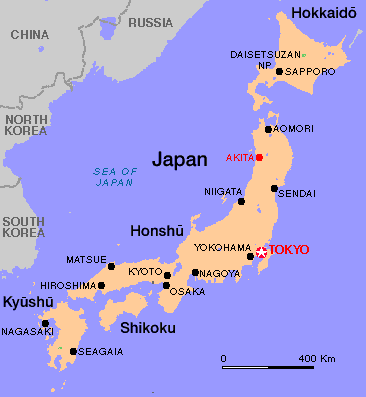 Hokkaidō
RUSSIA
CHINA
DAISETSUZAN
NP
SAPPORO
NORTH
KOREA
AOMORI
Japan
AKITA
SEA OF
JAPAN
NIIGATA
SENDAI
SOUTH
KOREA
Honshū
YOKOHAMA
TOKYO
MATSUE
KYOTO
NAGOYA
HIROSHIMA
OSAKA
Kyūshū
Shikoku
NAGASAKI
SEAGAIA
0 400 Km